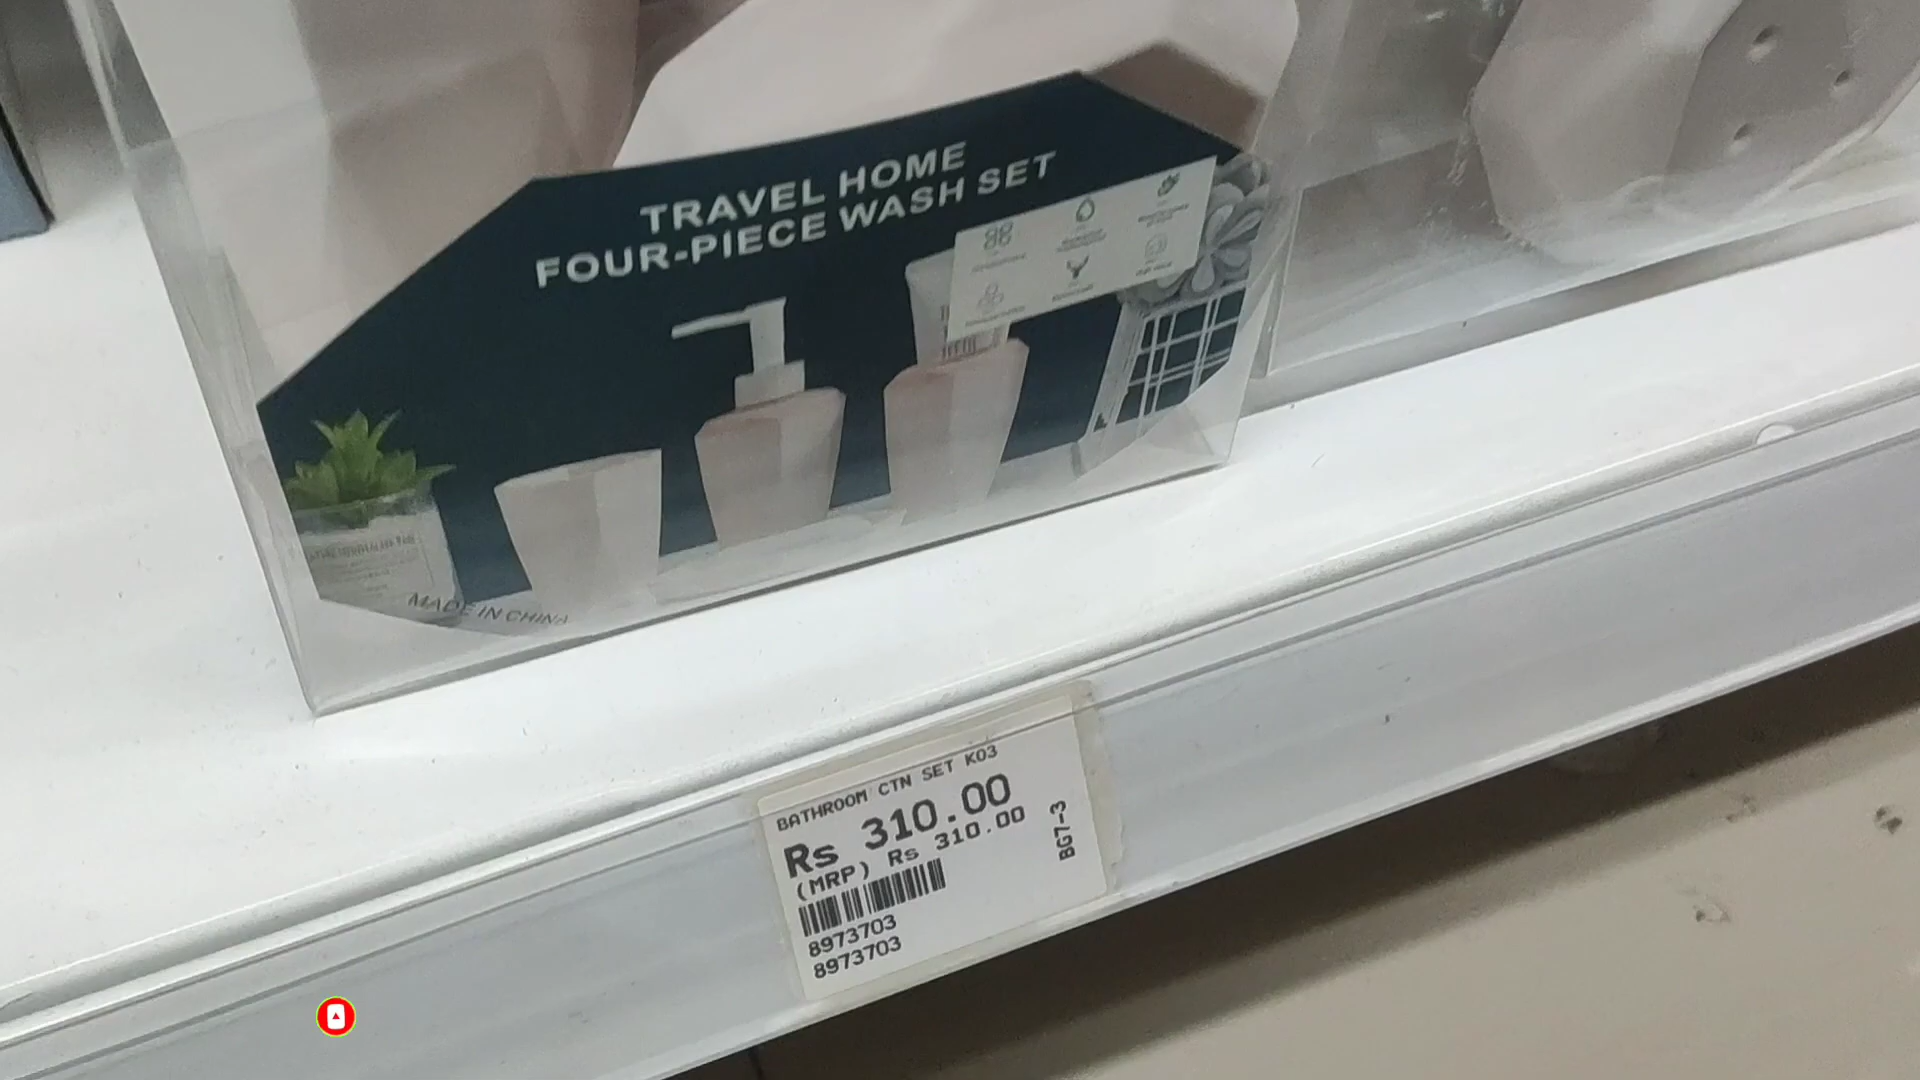 TRAVEL HOME
FOUR-PIECE WASH SET
MADE IN CHINA
BATHROOM CTN SET K03
Rs 310.00
(MRP) Rs 310.00
BG7-3
8973703
8973703